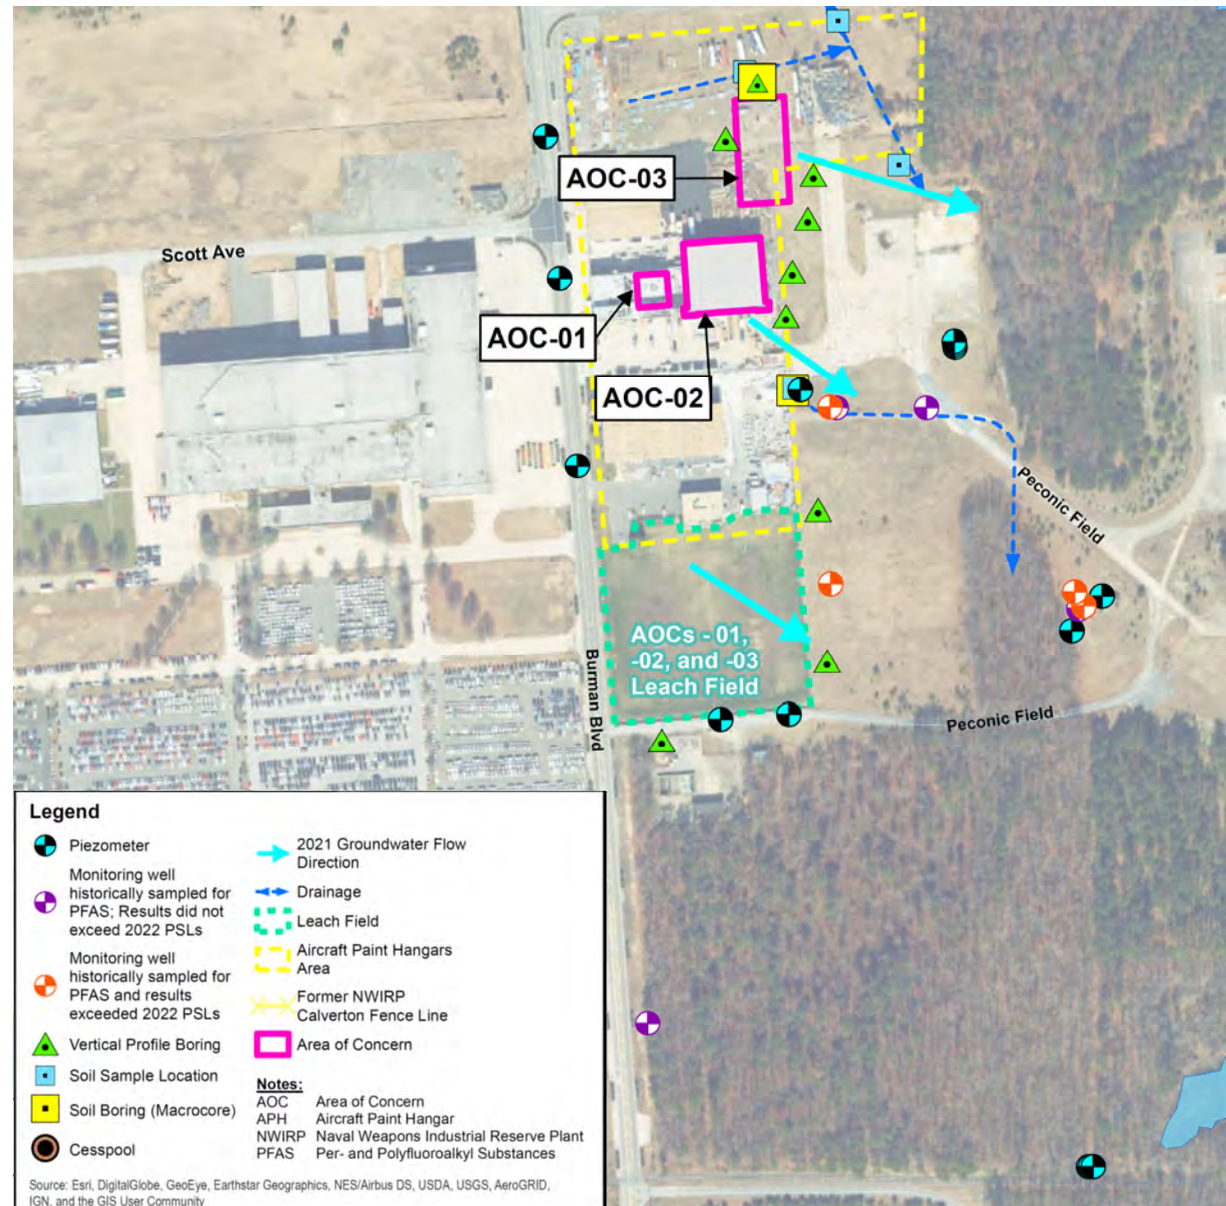 AOC-03
Scott Ave
AOC-01
AOC-02
Peconic Field
AOCs - 01,
-02, and -03
Leach Field
Burman Blvd
Peconic Field
Legend
Piezometer
Monitoring well
historically sampled for
PFAS; Results did not
exceed 2022 PSLs
Monitoring well
historically sampled for
PFAS and results
exceeded 2022 PSLs
Vertical Profile Boring
Soil Sample Location
Soil Boring (Macrocore)
Cesspool
2021 Groundwater Flow
Direction
Drainage
Leach Field
Aircraft Paint Hangars
Area
Former NWIRP
Calverton Fence Line
Area of Concern
Notes:
AOC Area of Concern
APH Aircraft Paint Hangar
NWIRP Naval Weapons Industrial Reserve Plant
PFAS Per- and Polyfluoroalkyl Substances
Source: Esri, DigitalGlobe, GeoEye, Earthstar Geographics, NES/Airbus DS, USDA, USGS, AeroGRID,
IGN, and the GIS User Community